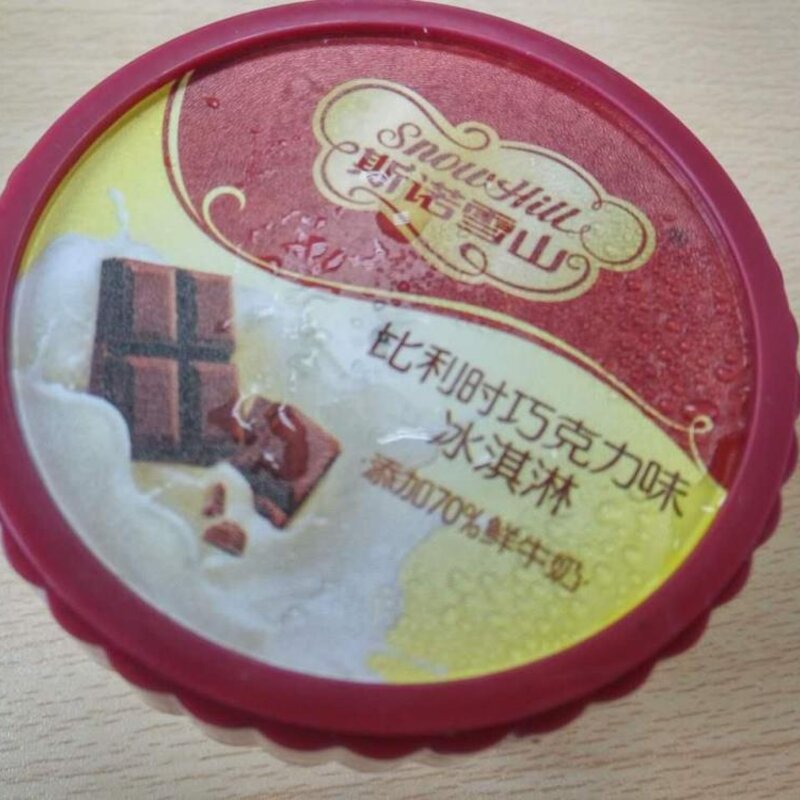 SnowsHill
斯诺雪山
比利时巧克力味
冰淇淋
·添加70%鲜牛奶·